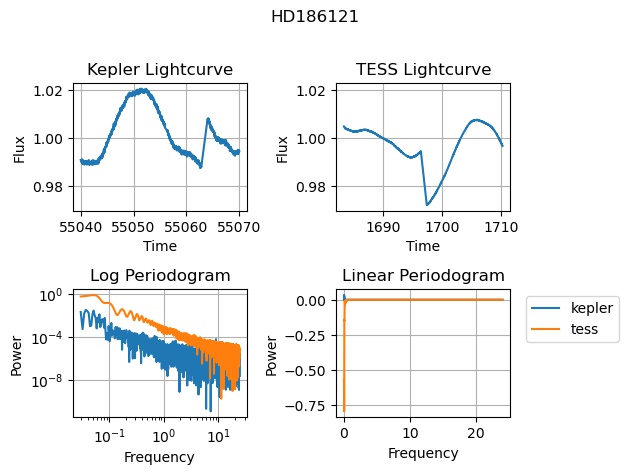 HD186121
Kepler Lightcurve
TESS Lightcurve
1.02
1.00
0.98
Flux
55040 55050 55060 55070
Time
1.02
1.00
0.98
Flux
1690 1700 1710
Time
Log Periodogram
Linear Periodogram
10^0
10^-4
10^-8
Power
10^-1 10^0 10^1
Frequency
0.00
−0.25
−0.50
−0.75
Power
0 20
Frequency
kepler
tess